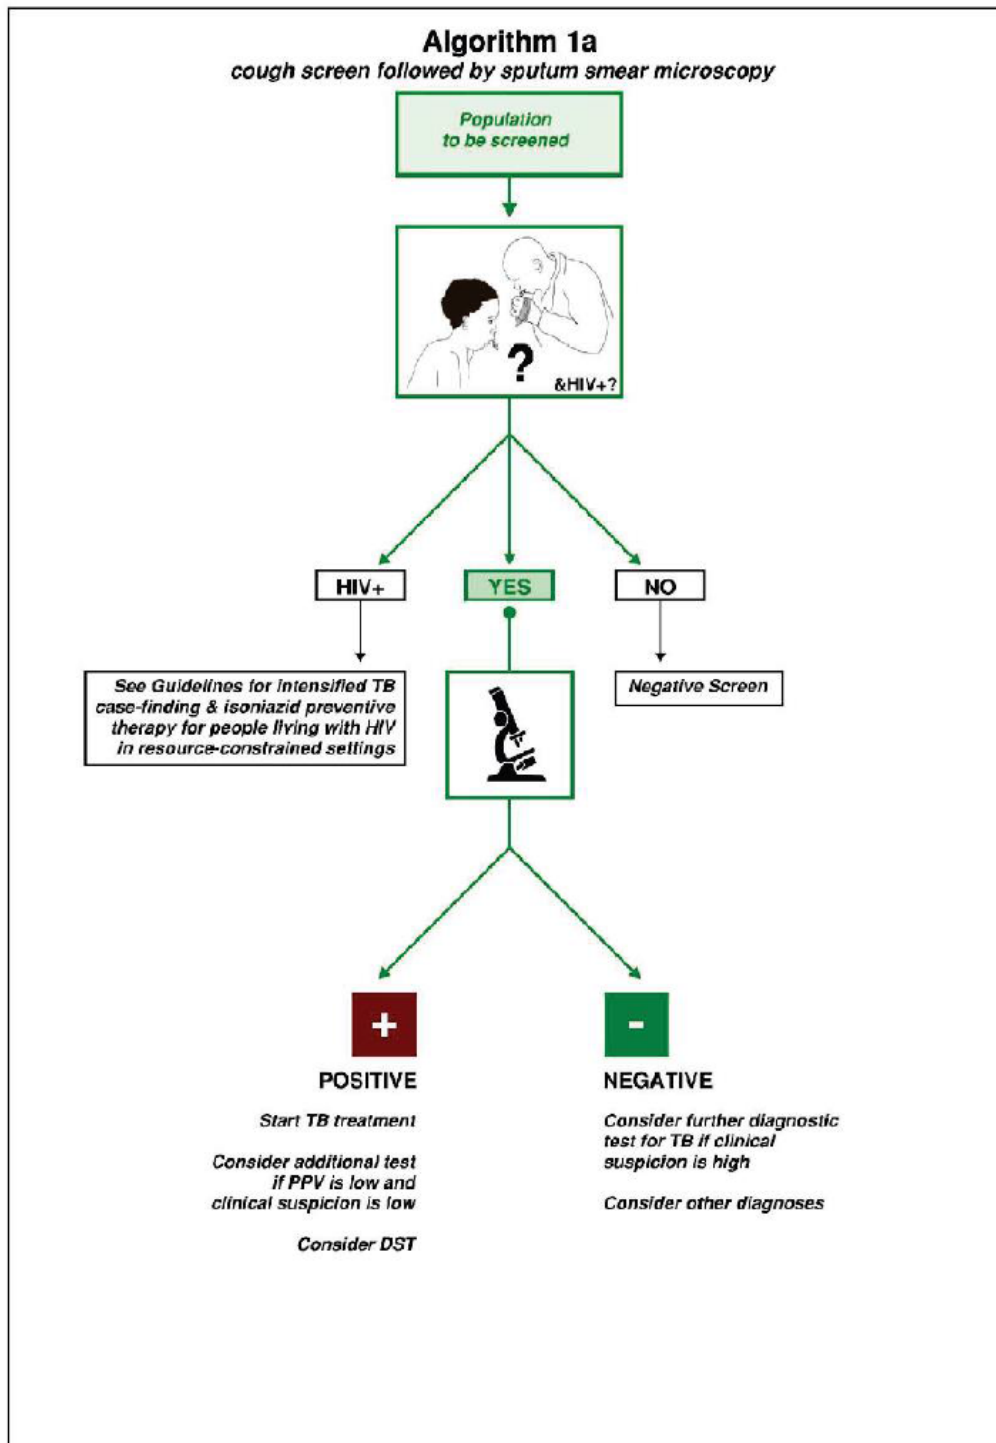 Algorithm 1a
cough screen followed by sputum smear microscopy
Population
to be screened
?
&HIV+?
HIV+
YES
NO
See Guidelines for intensified TB
case-finding & isoniazid preventive
therapy for people living with HIV
in resource-constrained settings
Negative Screen
+
-
POSITIVE
Start TB treatment
Consider additional test
if PPV is low and
clinical suspicion is low
Consider DST
NEGATIVE
Consider further diagnostic
test for TB if clinical
suspicion is high
Consider other diagnoses